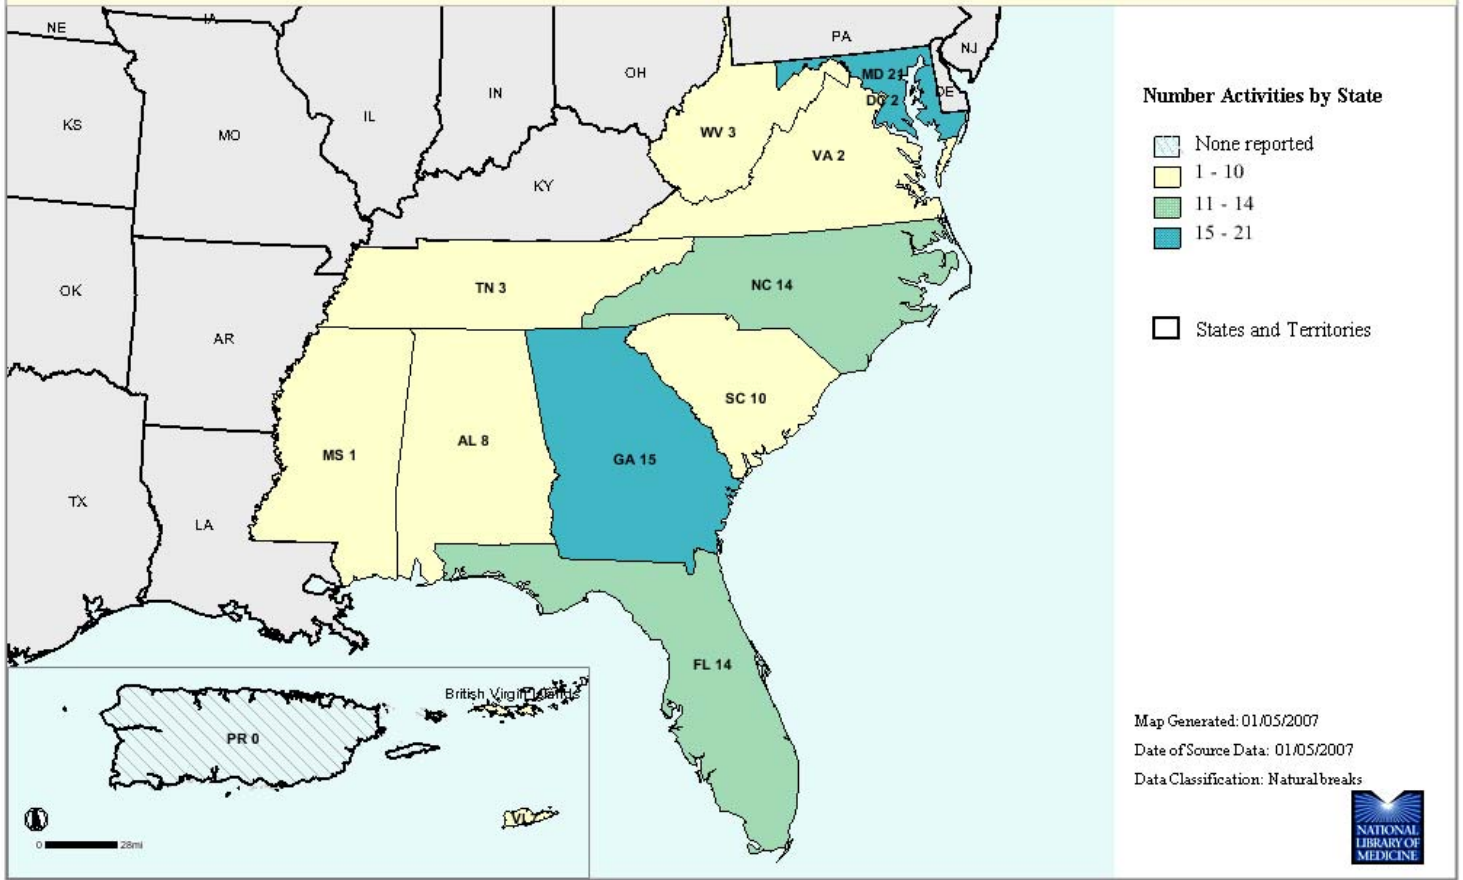 NE
IA
PA
NJ
OH
IN
IL
MD 21
DE
DC 2
KS
MO
WV 3
VA 2
KY
OK
TN 3
NC 14
AR
SC 10
MS 1
AL 8
GA 15
TX
LA
FL 14
British Virgin Islands
PR 0
VI
0 28mi
Number Activities by State
None reported
1 - 10
11 - 14
15 - 21
States and Territories
Map Generated: 01/05/2007
Date of Source Data: 01/05/2007
Data Classification: Natural breaks
NATIONAL
LIBRARY OF
MEDICINE